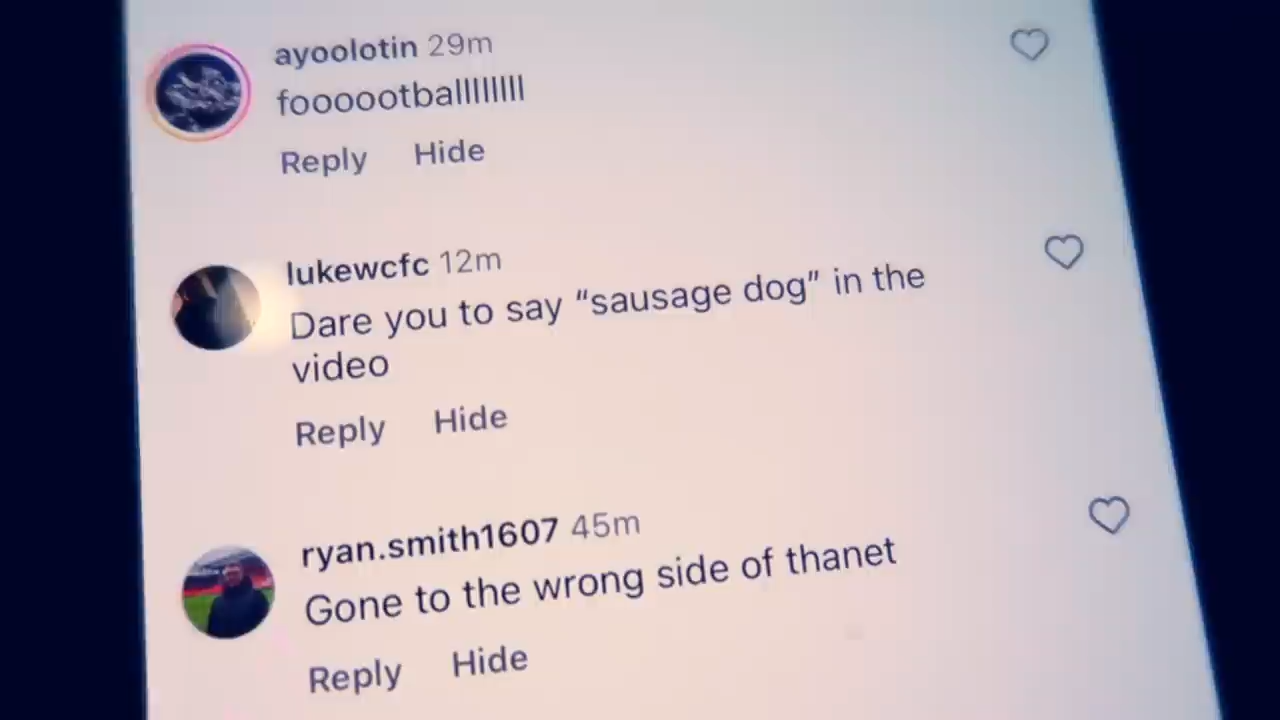 ayoolotin 29m
foooootballllllll
Reply Hide
lukewcfc 12m
Dare you to say “sausage dog” in the
video
Reply Hide
ryan.smith1607 45m
Gone to the wrong side of thanet
Reply Hide